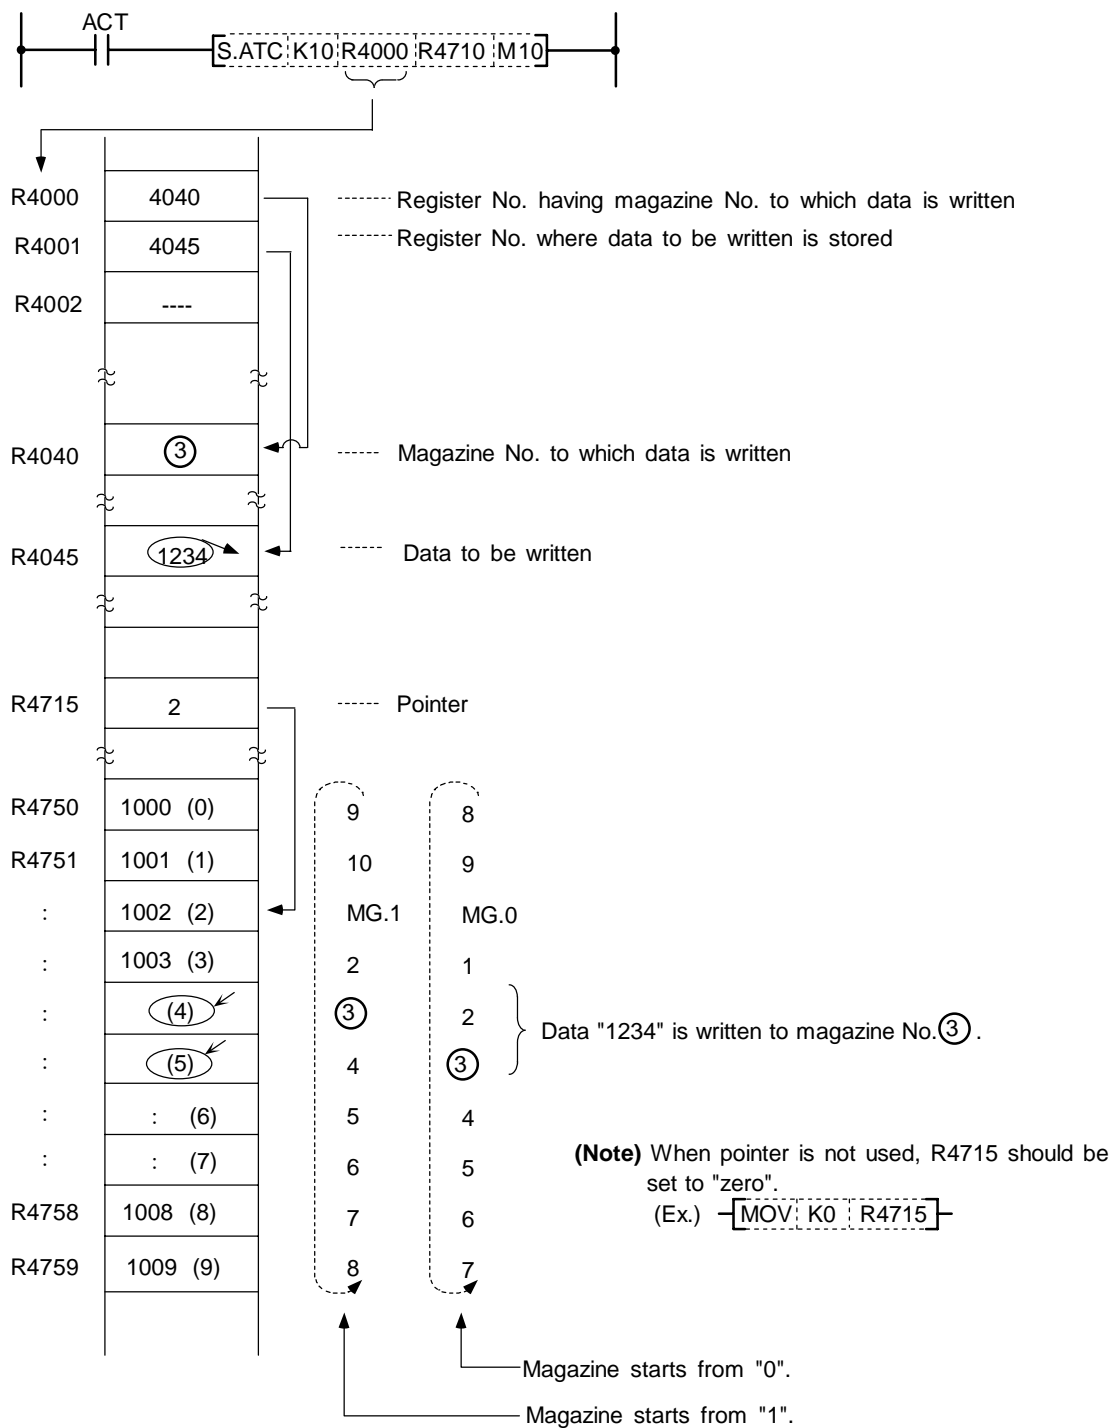 ACT
S.ATC K10 R4000 R4710 M10
R4000 4040 Register No. having magazine No. to which data is written
R4001 4045 Register No. where data to be written is stored
R4002 ----
R4040 3 Magazine No. to which data is written
R4045 1234 Data to be written
R4715 2 Pointer
R4750 1000 (0) 9 8
R4751 1001 (1) 10 9
: 1002 (2) MG.1 MG.0
: 1003 (3) 2 1
: (4) 3 2
Data "1234" is written to magazine No. 3 .
: (5) 4 3
: : (6) 5 4
: : (7) 6 5
R4758 1008 (8) 7 6
R4759 1009 (9) 8 7
(Note) When pointer is not used, R4715 should be
set to "zero".
(Ex.) MOV K0 R4715
Magazine starts from "0".
Magazine starts from "1".